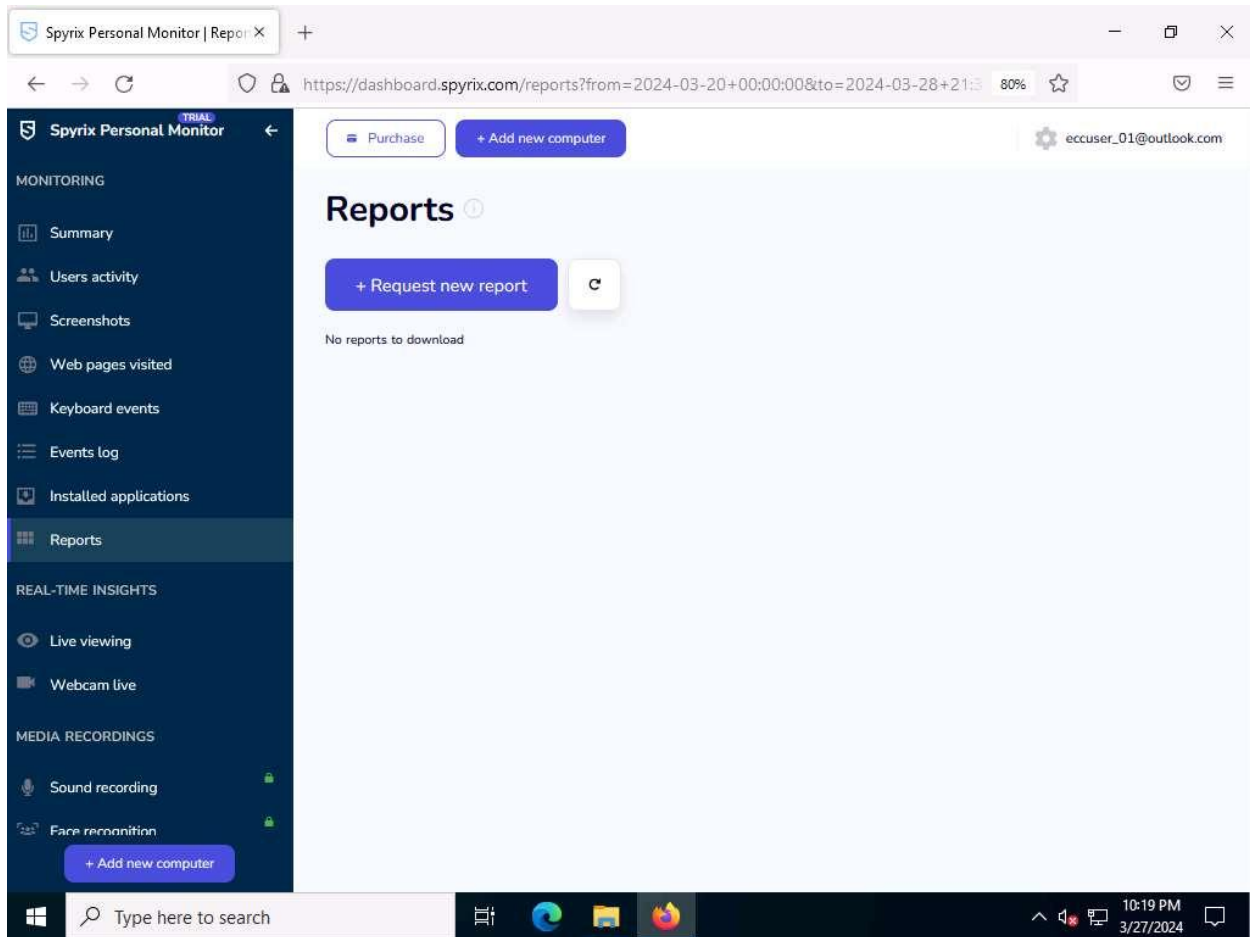 Spyrix Personal Monitor | Repor
https://dashboard.spyrix.com/reports?from=2024-03-20+00:00:00&to=2024-03-28+21:3
80%
TRIAL
Spyrix Personal Monitor
MONITORING
Summary
Users activity
Screenshots
Web pages visited
Keyboard events
Events log
Installed applications
Reports
REAL-TIME INSIGHTS
Live viewing
Webcam live
MEDIA RECORDINGS
Sound recording
Face recognition
+ Add new computer
Purchase
+ Add new computer
eccuser_01@outlook.com
Reports
+ Request new report
No reports to download
Type here to search
10:19 PM
3/27/2024